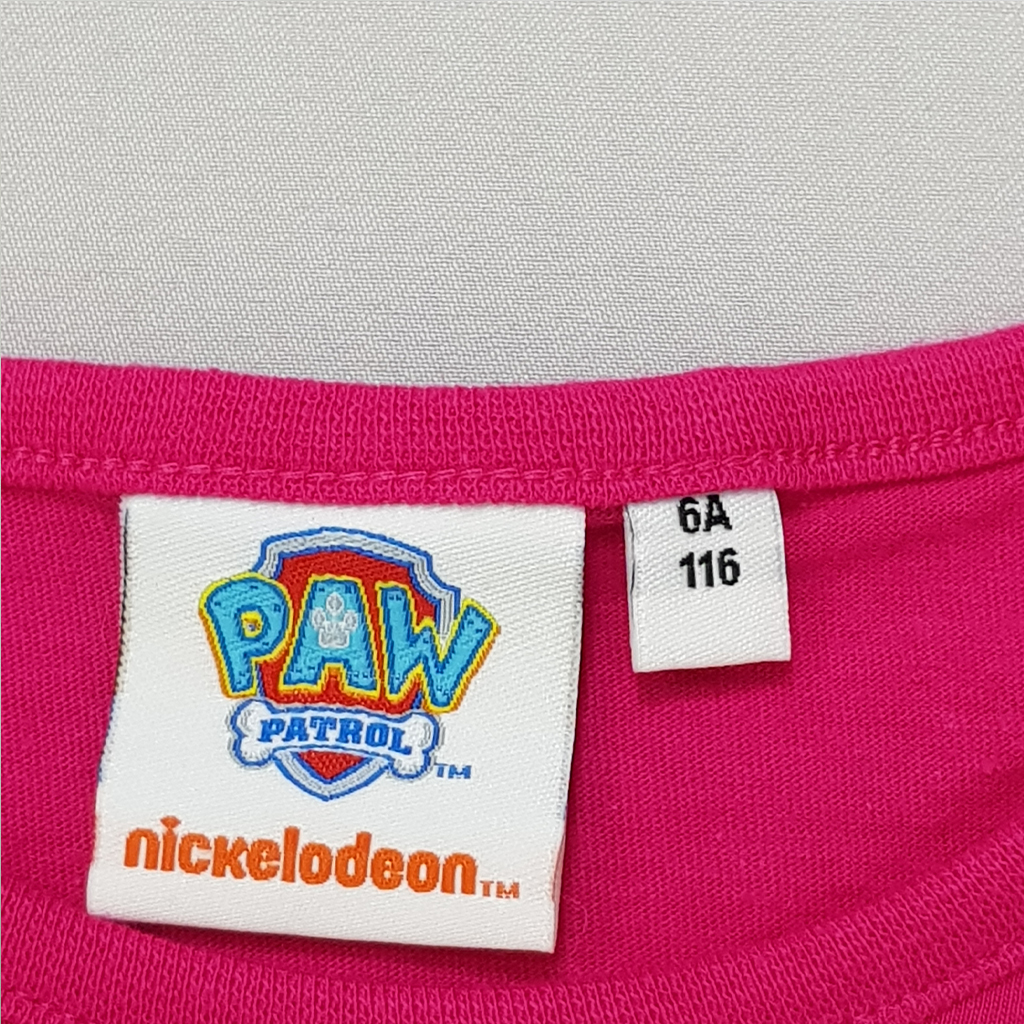 PAW
PATROL TM
nickelodeon TM
6A
116